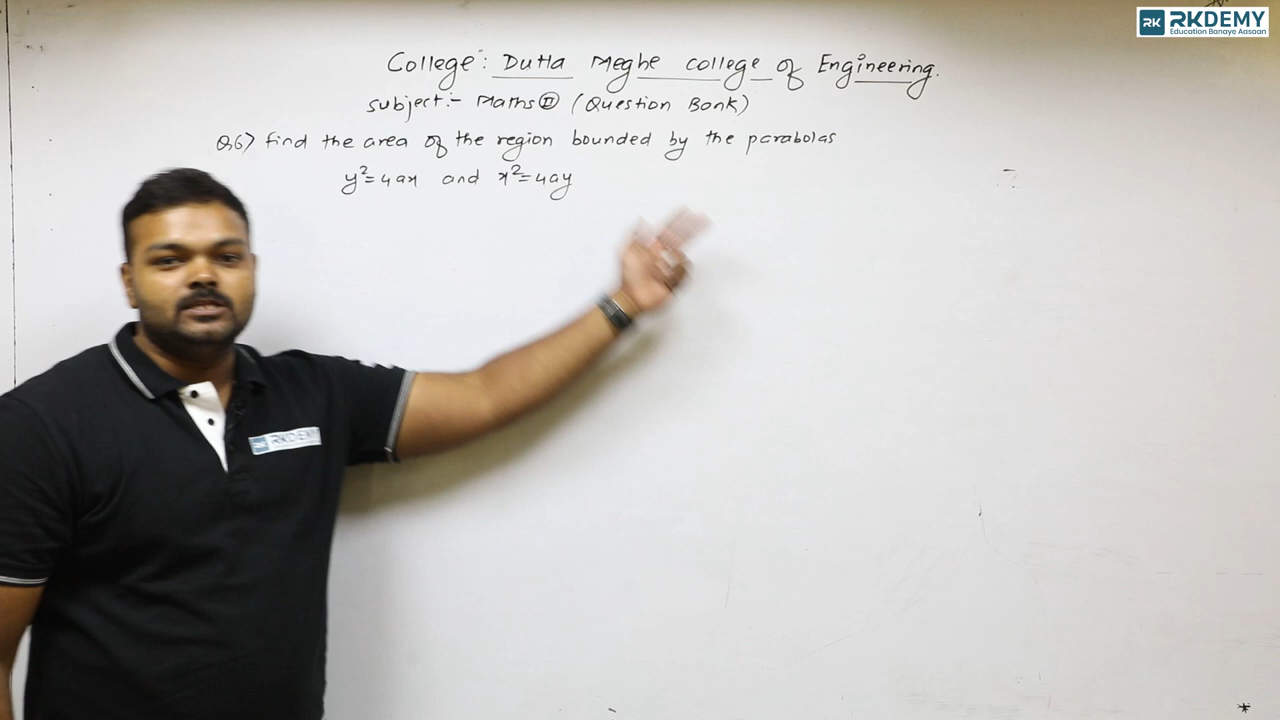 RK RKDEMY
Education Banaye Aasaan
College: Dutta Meghe college of Engineering.
subject:- Maths II (Question Bank)
Q.6) find the area of the region bounded by the parabolas
y²=4ax and x²=4ay
RK RKDEMY